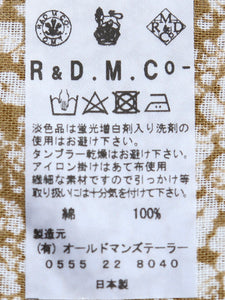 R & D.M.Co-
淡色品は蛍光増白剤入り洗剤の
使用はお避け下さい。
タンブラー乾燥はお避け下さい。
アイロン掛けはあて布使用
繊細な素材ですので引っかけ等
取り扱いには十分気を付けて下さい。
綿 100%
製造元
(有) オールドマンズテーラー
0555 22 8040
日本製